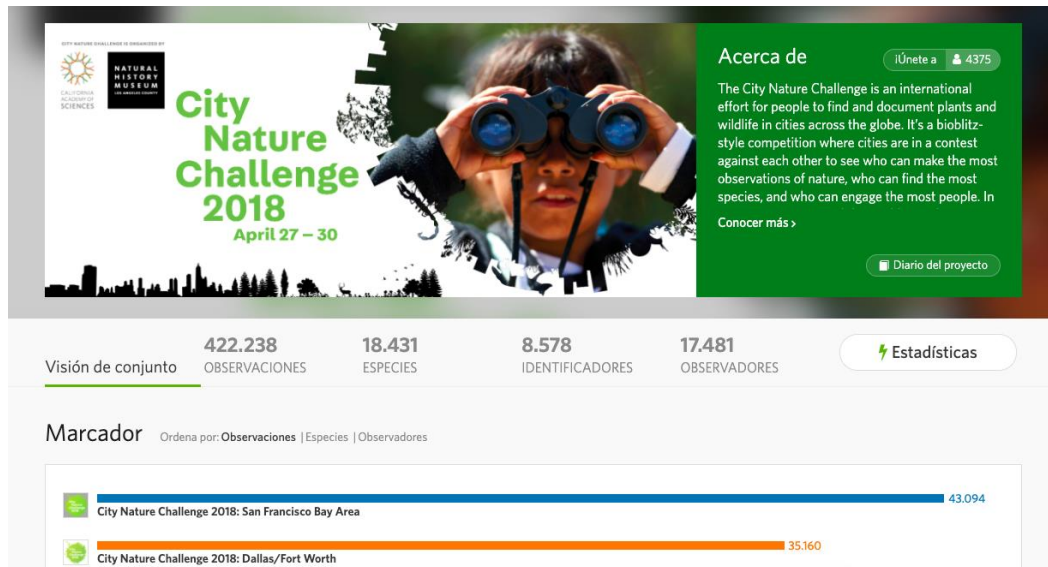 CITY NATURE CHALLENGE IS ORGANIZED BY
CALIFORNIA
ACADEMY OF
SCIENCES
NATURAL
HISTORY
MUSEUM
LOS ANGELES COUNTY
City
Nature
Challenge
2018
April 27 – 30
Acerca de
¡Únete a 4375
The City Nature Challenge is an international
effort for people to find and document plants and
wildlife in cities across the globe. It's a bioblitz-
style competition where cities are in a contest
against each other to see who can make the most
observations of nature, who can find the most
species, and who can engage the most people. In
Conocer más >
Diario del proyecto
Visión de conjunto
422.238
OBSERVACIONES
18.431
ESPECIES
8.578
IDENTIFICADORES
17.481
OBSERVADORES
Estadísticas
Marcador
Ordena por: Observaciones | Especies | Observadores
43.094
City Nature Challenge 2018: San Francisco Bay Area
35.160
City Nature Challenge 2018: Dallas/Fort Worth